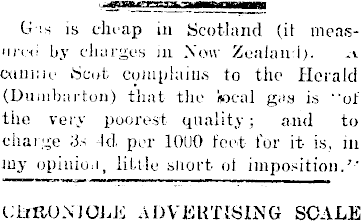 Gas is cheap in Scotland (if meas-
ured by charges in New Zealand). A
cannie Scot complains to the Herald
(Dumbarton) that the local gas is "of
the very poorest quality; and to
charge 3s 4d per 1000 feet for it is, in
my opinion, little short of imposition."
CHRONICLE ADVERTISING SCALE